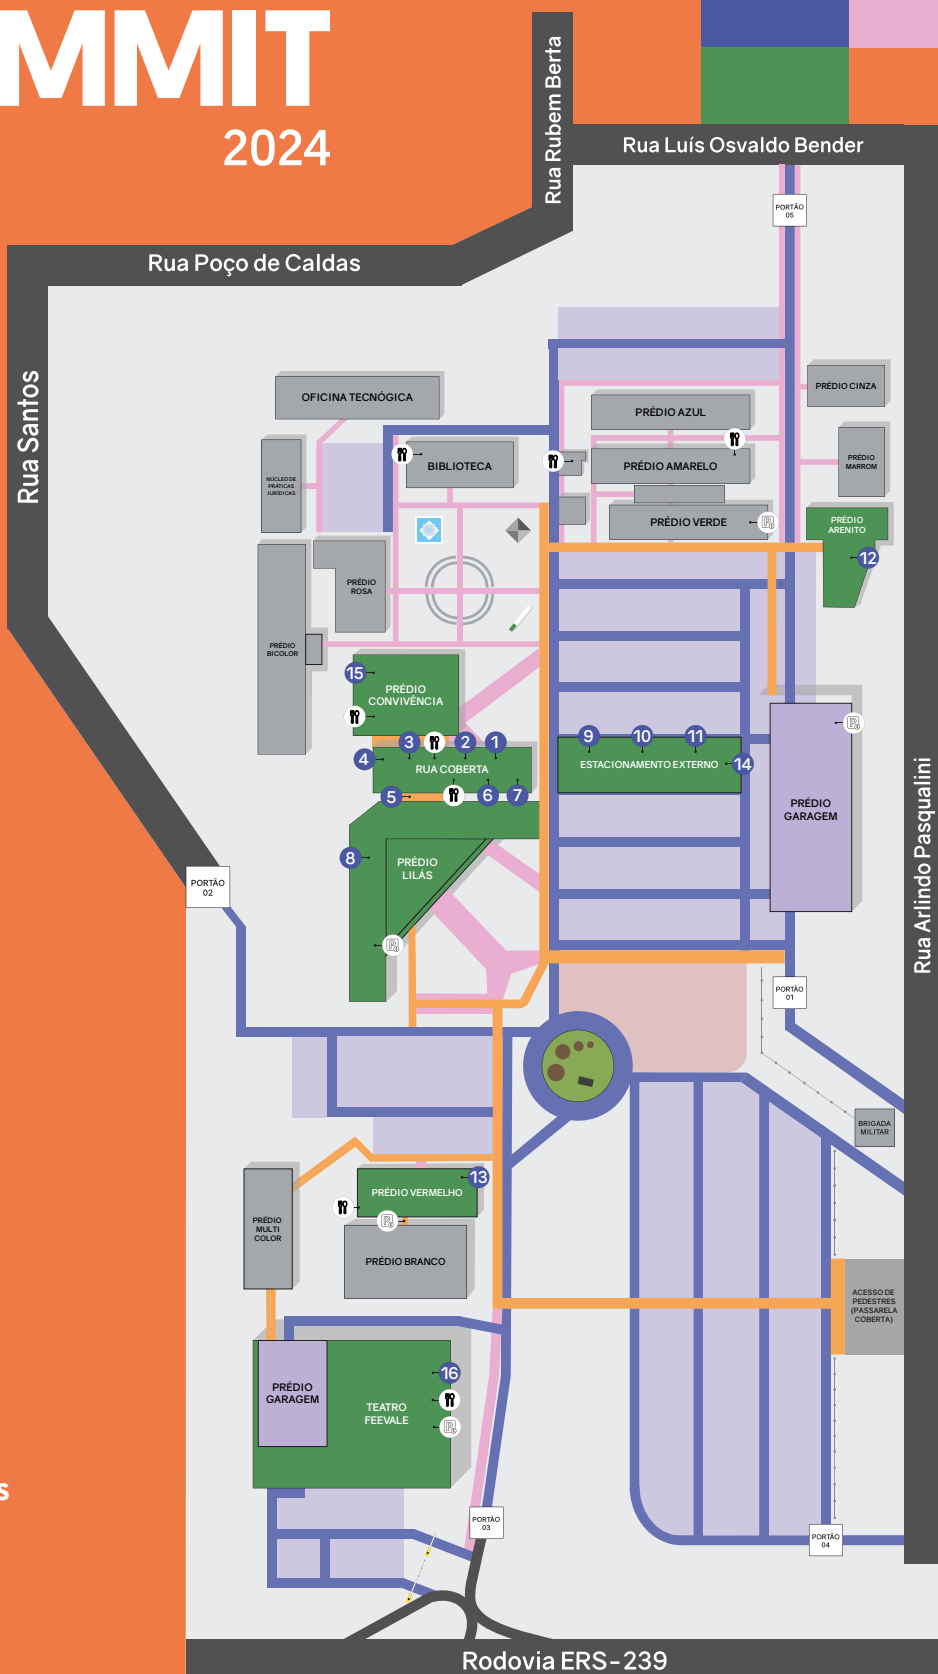 MMIT
2024
Rua Rubem Berta
Rua Luís Osvaldo Bender
PORTÃO
05
Rua Poço de Caldas
Rua Santos
OFICINA TECNÓGICA
PRÉDIO CINZA
PRÉDIO AZUL
BIBLIOTECA
PRÉDIO AMARELO
PRÉDIO
MARROM
NÚCLEO DE
PRÁTICAS
JURÍDICAS
PRÉDIO VERDE
PRÉDIO
ARENITO
12
PRÉDIO
ROSA
PRÉDIO
BICOLOR
15
PRÉDIO
CONVIVÊNCIA
4
3
2
1
RUA COBERTA
5
6
7
9
10
11
ESTACIONAMENTO EXTERNO
14
PRÉDIO
GARAGEM
Rua Arlindo Pasqualini
8
PRÉDIO
LILÁS
PORTÃO
02
PORTÃO
01
BRIGADA
MILITAR
13
PRÉDIO VERMELHO
PRÉDIO
MULTI
COLOR
PRÉDIO BRANCO
ACESSO DE
PEDESTRES
(PASSARELA
COBERTA)
PRÉDIO
GARAGEM
16
TEATRO
FEEVALE
s
PORTÃO
03
PORTÃO
04
Rodovia ERS-239